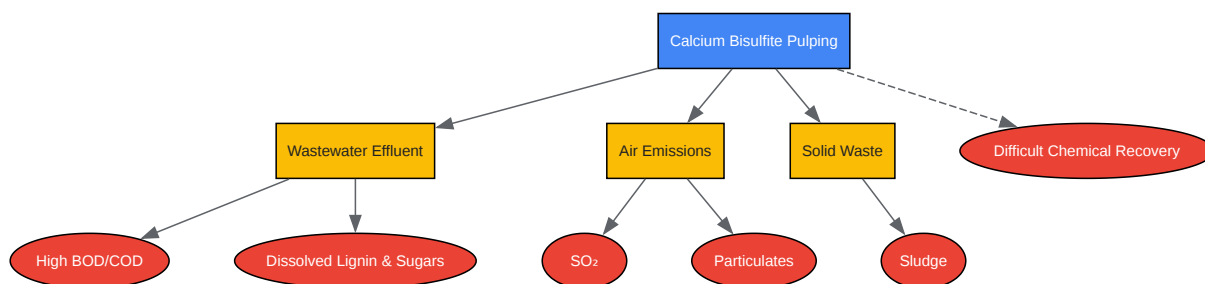 Calcium Bisulfite Pulping
Wastewater Effluent
Air Emissions
Solid Waste
Difficult Chemical Recovery
High BOD/COD
Dissolved Lignin & Sugars
SO₂
Particulates
Sludge